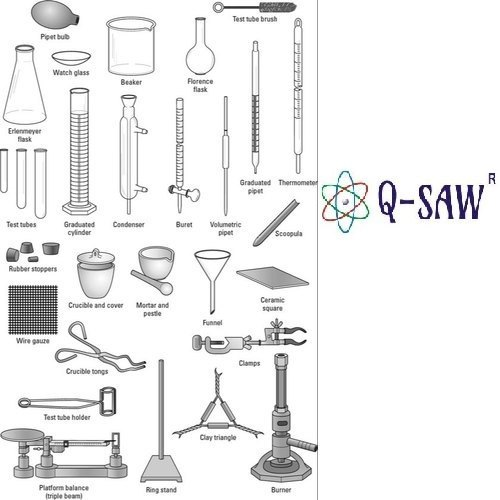 Pipet bulb
Test tube brush
Watch glass
Beaker
Florence
flask
Erlenmeyer
flask
Graduated
pipet
Thermometer
Test tubes
Graduated
cylinder
Condenser
Buret
Volumetric
pipet
Scoopula
Q-SAW R
Rubber stoppers
Crucible and cover
Mortar and
pestle
Funnel
Ceramic
square
Wire gauze
Crucible tongs
Clamps
Test tube holder
Clay triangle
Platform balance
(triple beam)
Ring stand
Burner